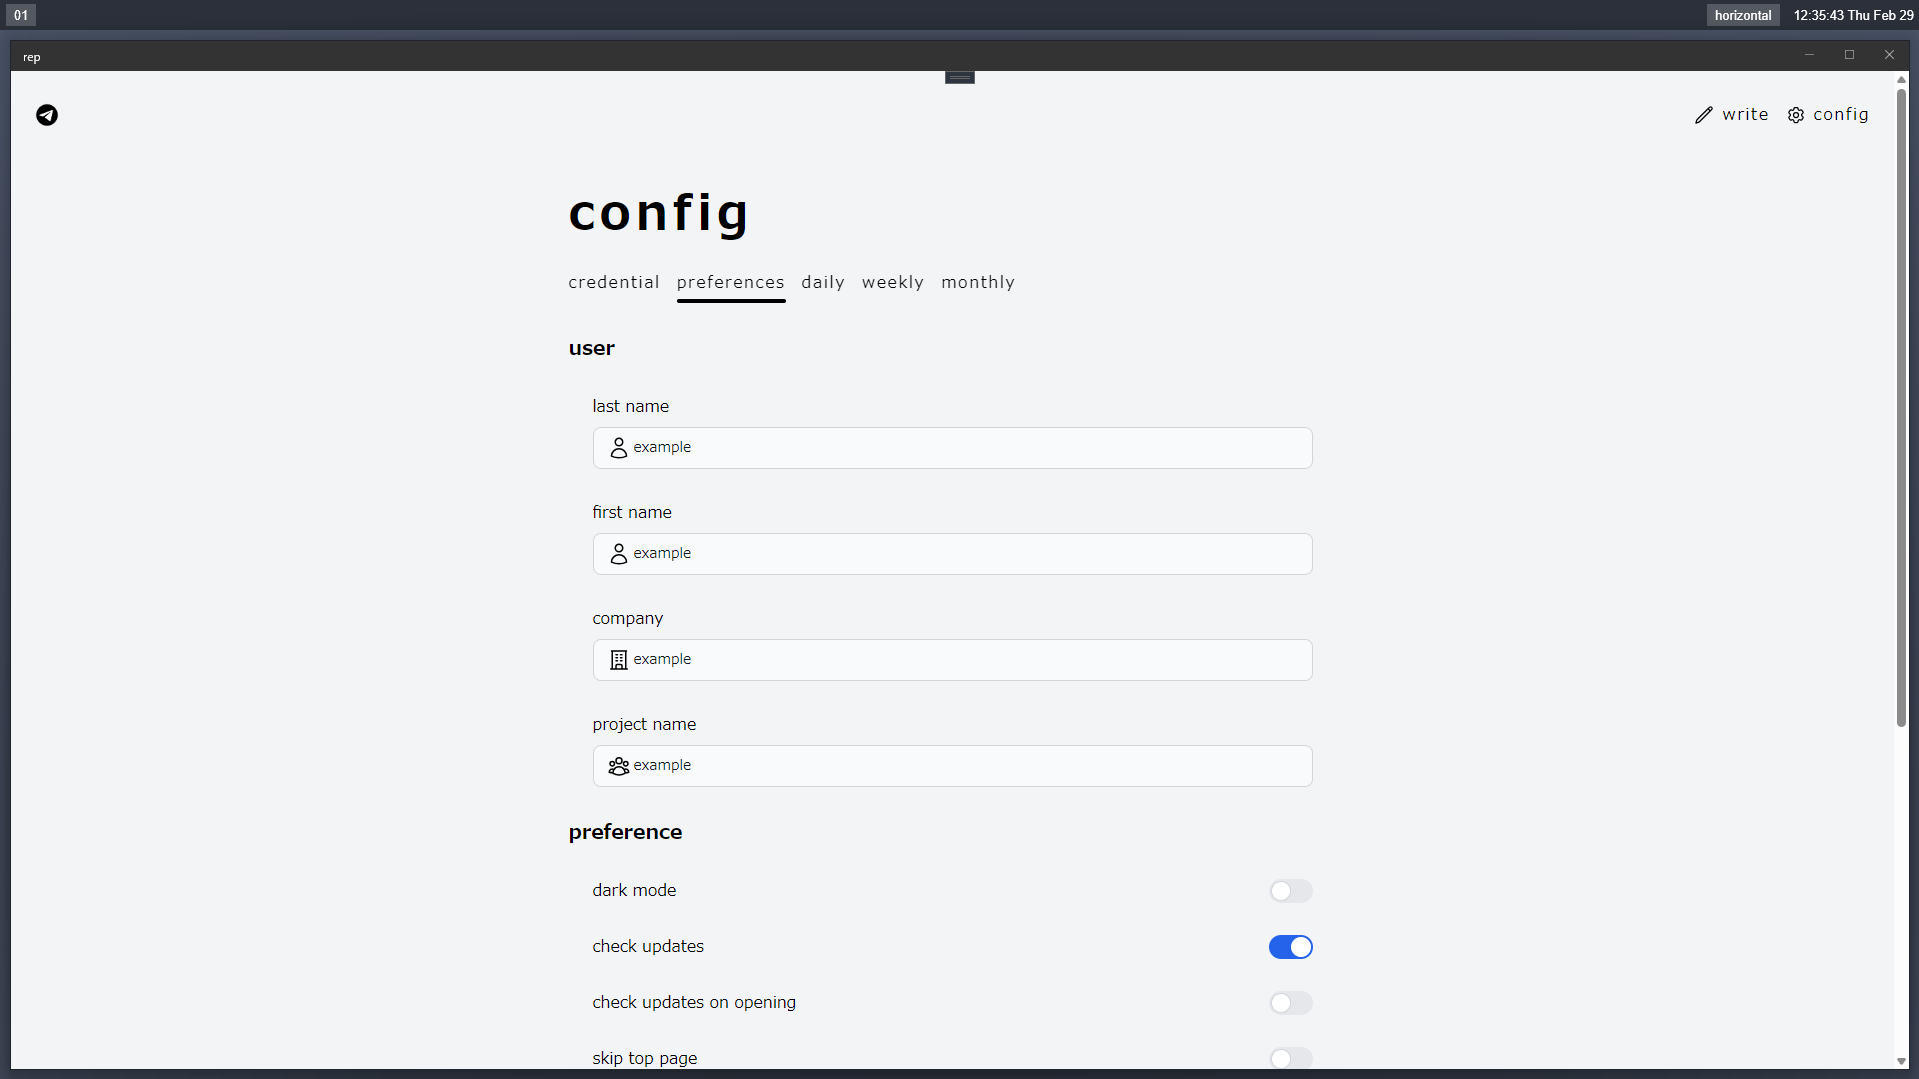 01
horizontal 12:35:43 Thu Feb 29
rep
write config
config
credential preferences daily weekly monthly
user
last name
example
first name
example
company
example
project name
example
preference
dark mode
check updates
check updates on opening
skip top page